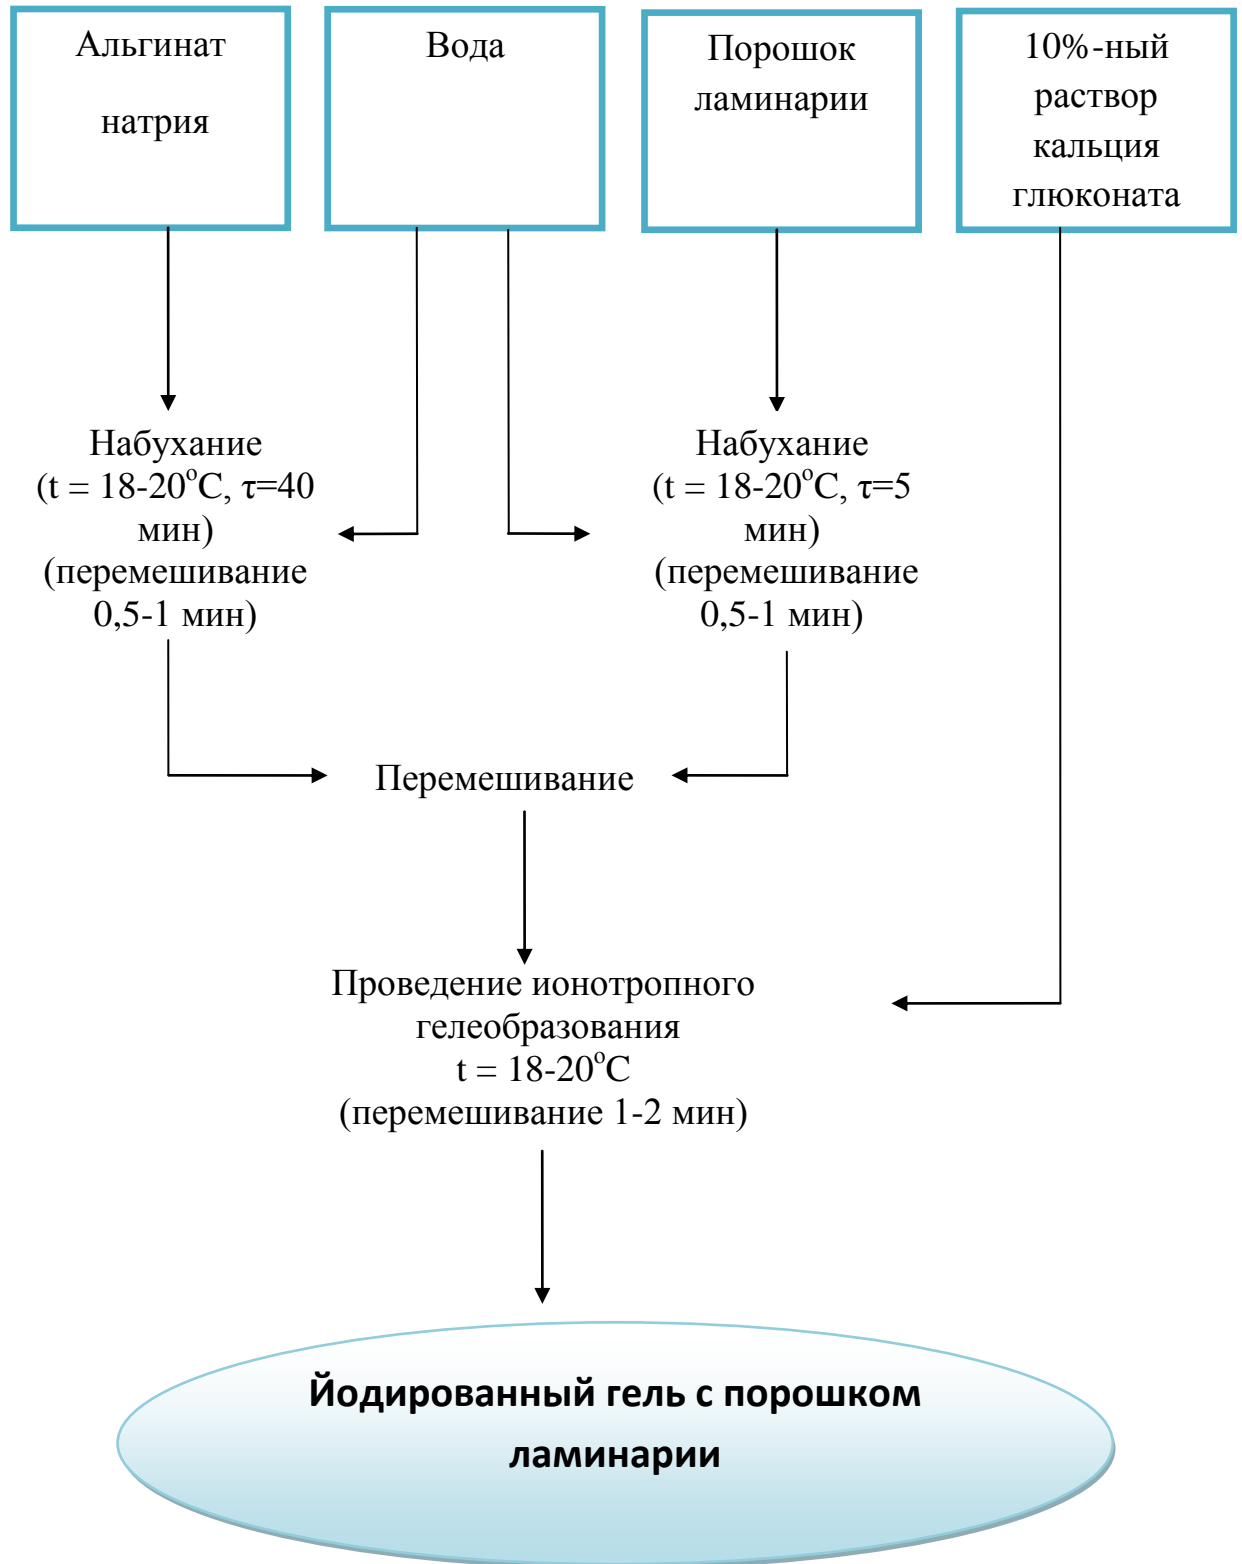 Альгинат
натрия
Вода
Порошок
ламинарии
10%-ный
раствор
кальция
глюконата
Набухание
(t = 18-20°С, τ=40
мин)
(перемешивание
0,5-1 мин)
Набухание
(t = 18-20°С, τ=5
мин)
(перемешивание
0,5-1 мин)
Перемешивание
Проведение ионотропного
гелеобразования
t = 18-20°С
(перемешивание 1-2 мин)
Йодированный гель с порошком
ламинарии